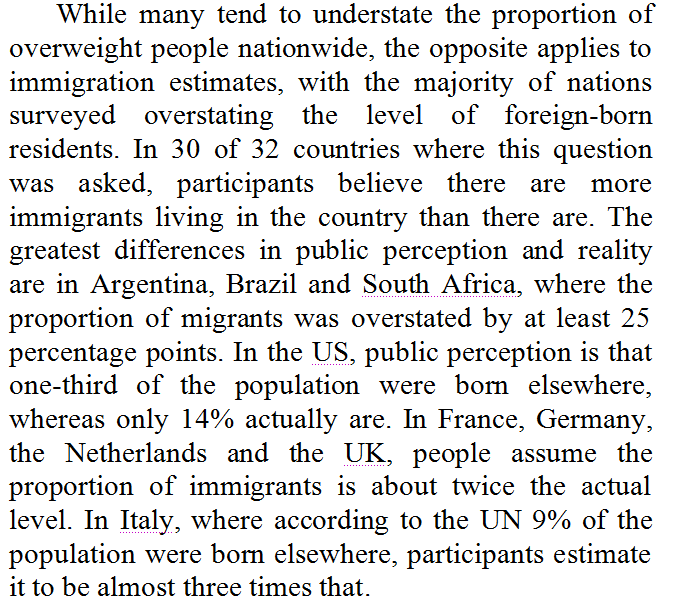 While many tend to understate the proportion of
overweight people nationwide, the opposite applies to
immigration estimates, with the majority of nations
surveyed overstating the level of foreign-born
residents. In 30 of 32 countries where this question
was asked, participants believe there are more
immigrants living in the country than there are. The
greatest differences in public perception and reality
are in Argentina, Brazil and South Africa, where the
proportion of migrants was overstated by at least 25
percentage points. In the US, public perception is that
one-third of the population were born elsewhere,
whereas only 14% actually are. In France, Germany,
the Netherlands and the UK, people assume the
proportion of immigrants is about twice the actual
level. In Italy, where according to the UN 9% of the
population were born elsewhere, participants estimate
it to be almost three times that.